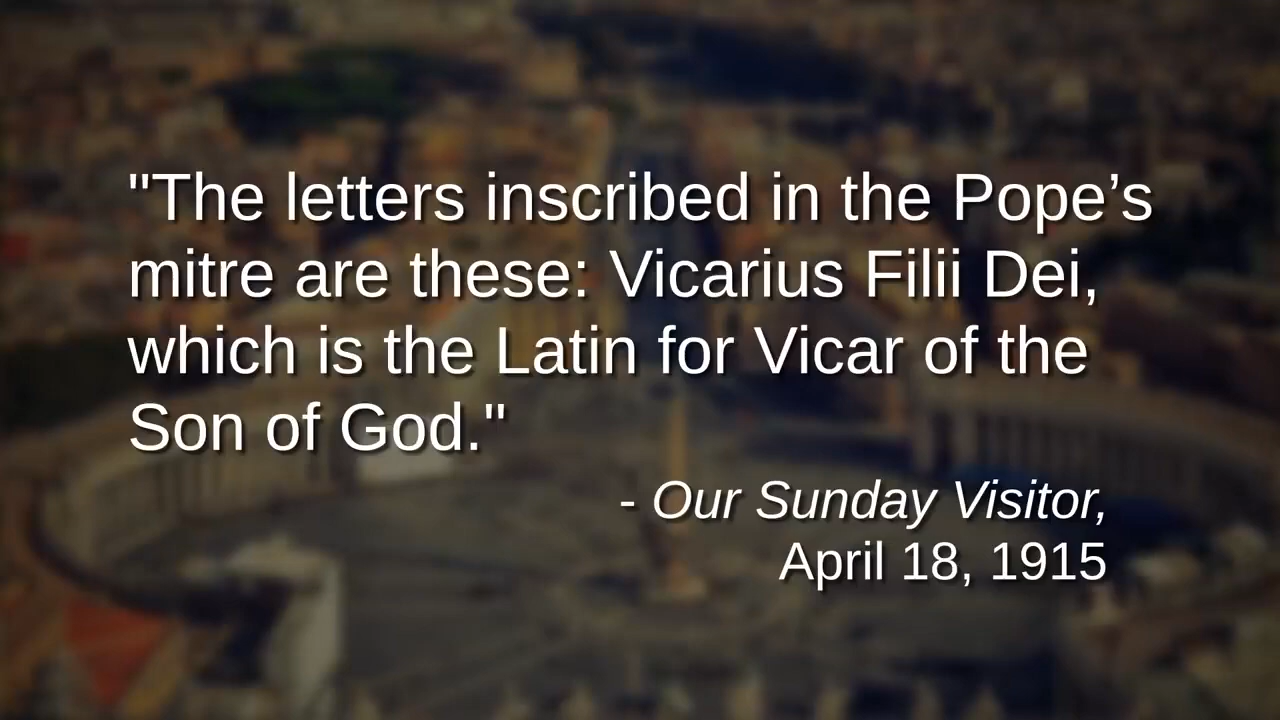 "The letters inscribed in the Pope’s
mitre are these: Vicarius Filii Dei,
which is the Latin for Vicar of the
Son of God."
- Our Sunday Visitor,
April 18, 1915